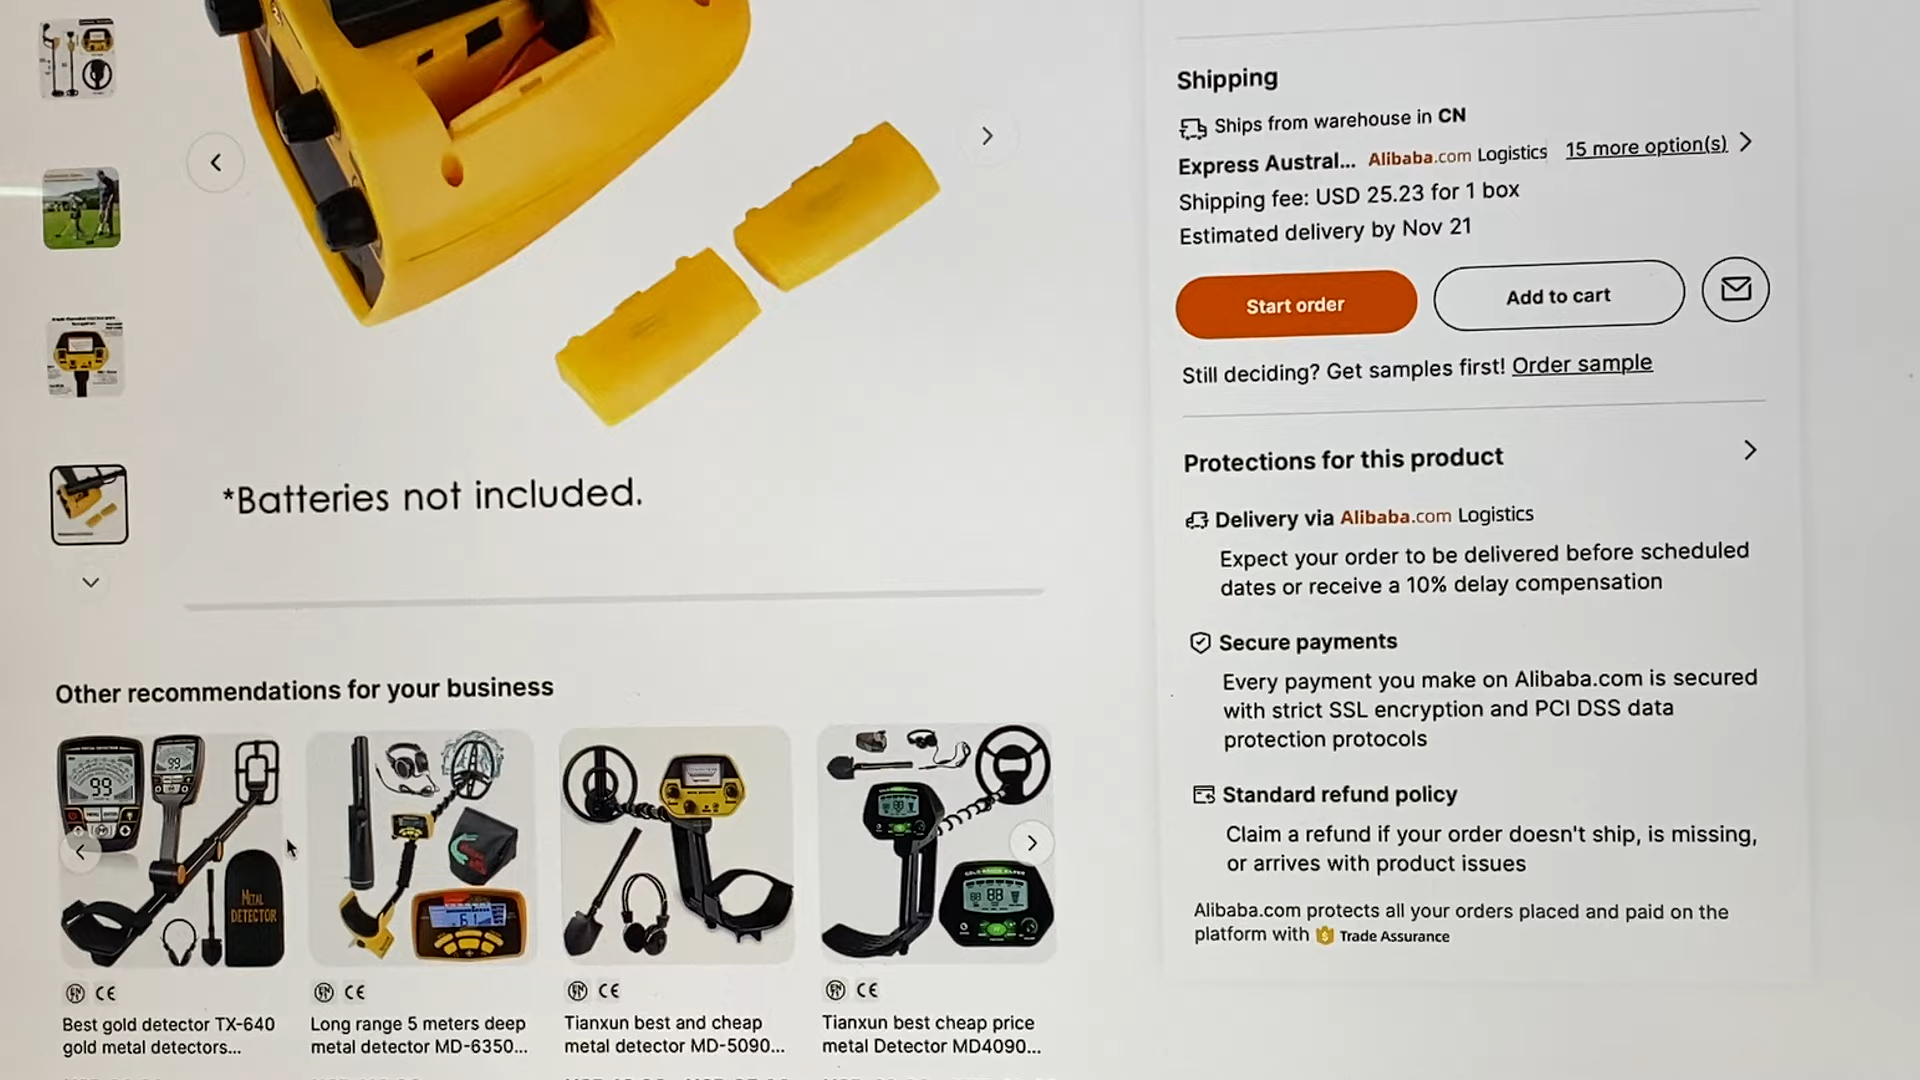 Shipping
Ships from warehouse in CN
Express Austral... Alibaba.com Logistics 15 more option(s)
Shipping fee: USD 25.23 for 1 box
Estimated delivery by Nov 21
Start order
Add to cart
Still deciding? Get samples first! Order sample
Protections for this product
Delivery via Alibaba.com Logistics
Expect your order to be delivered before scheduled
dates or receive a 10% delay compensation
Secure payments
Every payment you make on Alibaba.com is secured
with strict SSL encryption and PCI DSS data
protection protocols
Standard refund policy
Claim a refund if your order doesn't ship, is missing,
or arrives with product issues
Alibaba.com protects all your orders placed and paid on the
platform with Trade Assurance
*Batteries not included.
Other recommendations for your business
99
99
METAL
DETECTOR
61
88
CE
CE
CE
CE
Best gold detector TX-640
gold metal detectors...
Long range 5 meters deep
metal detector MD-6350...
Tianxun best and cheap
metal detector MD-5090...
Tianxun best cheap price
metal Detector MD4090...